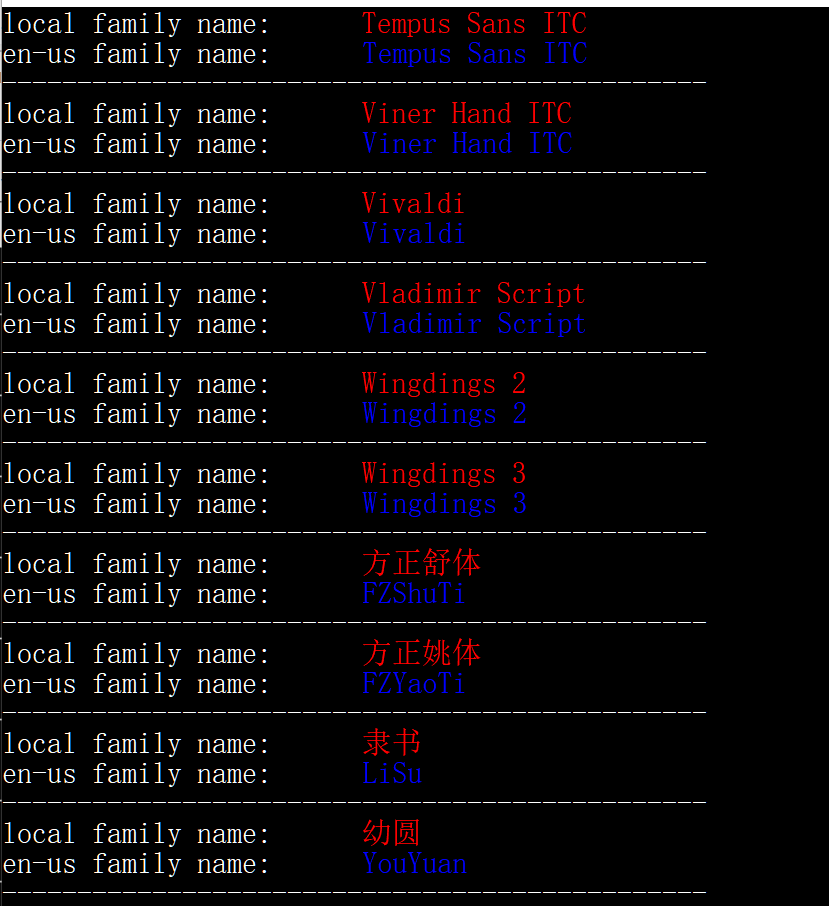 local family name: Tempus Sans ITC
en-us family name: Tempus Sans ITC
-----------------------------------------------
local family name: Viner Hand ITC
en-us family name: Viner Hand ITC
-----------------------------------------------
local family name: Vivaldi
en-us family name: Vivaldi
-----------------------------------------------
local family name: Vladimir Script
en-us family name: Vladimir Script
-----------------------------------------------
local family name: Wingdings 2
en-us family name: Wingdings 2
-----------------------------------------------
local family name: Wingdings 3
en-us family name: Wingdings 3
-----------------------------------------------
local family name: 方正舒体
en-us family name: FZShuTi
-----------------------------------------------
local family name: 方正姚体
en-us family name: FZYaoTi
-----------------------------------------------
local family name: 隶书
en-us family name: LiSu
-----------------------------------------------
local family name: 幼圆
en-us family name: YouYuan
-----------------------------------------------